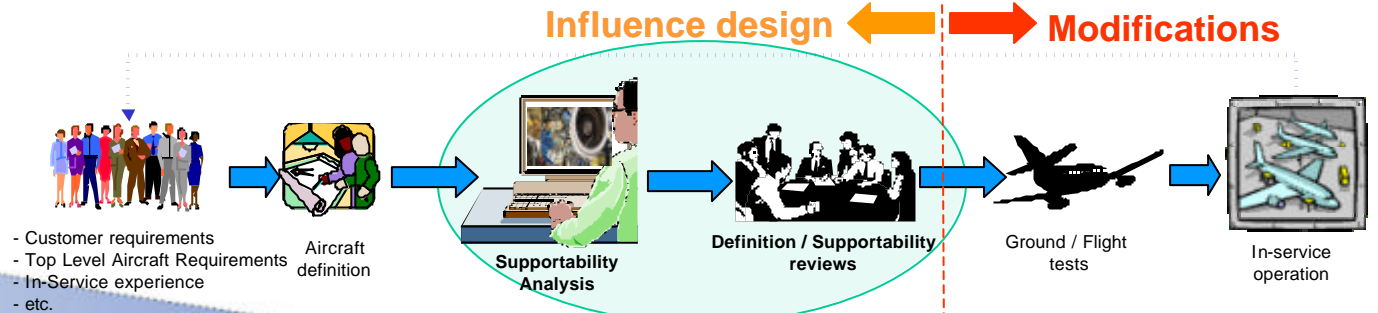 Influence design
Modifications
- Customer requirements
- Top Level Aircraft Requirements
- In-Service experience
- etc.
Aircraft
definition
Supportability
Analysis
Definition / Supportability
reviews
Ground / Flight
tests
In-service
operation